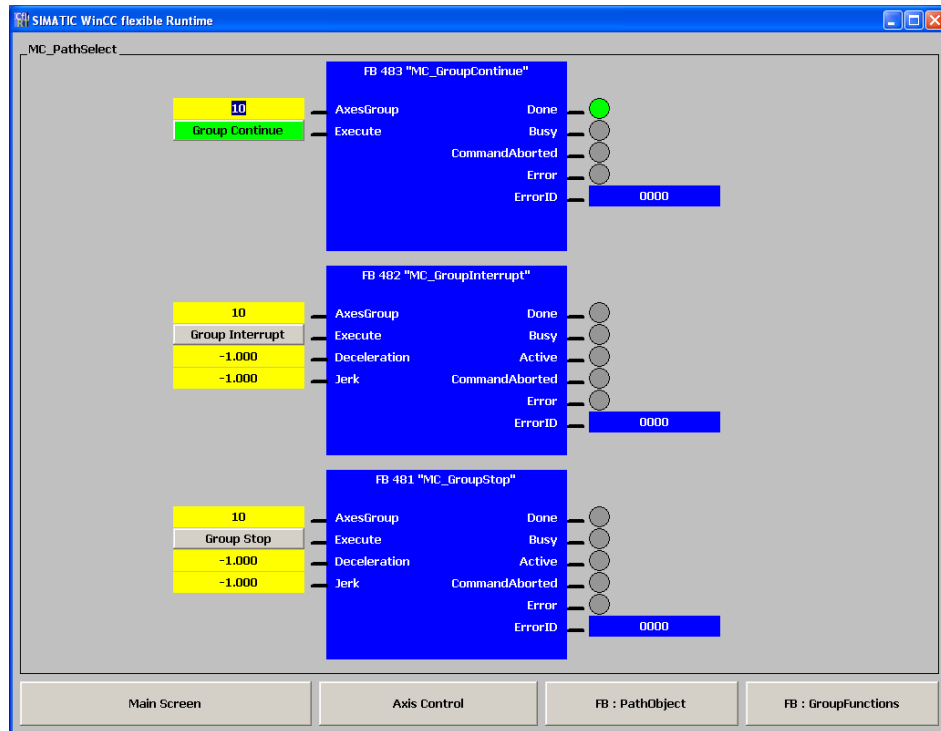 SIMATIC WinCC flexible Runtime
MC_PathSelect
FB 483 "MC_GroupContinue"
10 AxesGroup Done
Group Continue Execute Busy
CommandAborted
Error
ErrorID 0000
FB 482 "MC_GroupInterrupt"
10 AxesGroup Done
Group Interrupt Execute Busy
-1.000 Deceleration Active
-1.000 Jerk CommandAborted
Error
ErrorID 0000
FB 481 "MC_GroupStop"
10 AxesGroup Done
Group Stop Execute Busy
-1.000 Deceleration Active
-1.000 Jerk CommandAborted
Error
ErrorID 0000
Main Screen Axis Control FB : PathObject FB : GroupFunctions